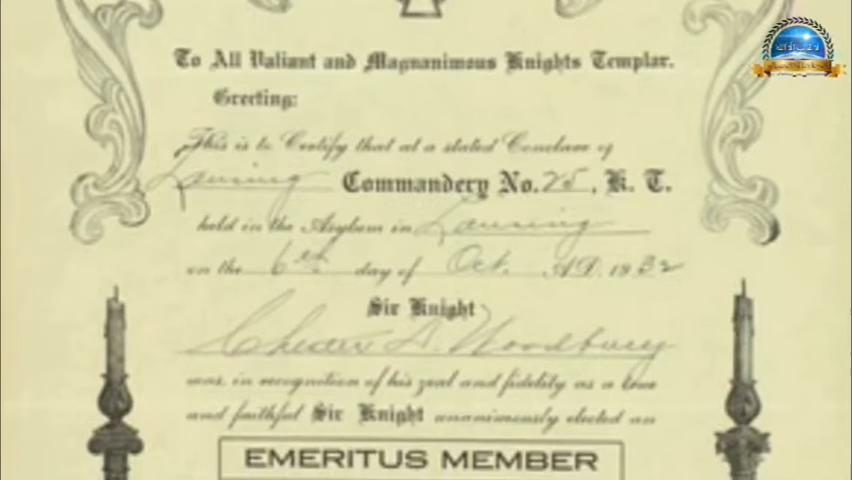 To All Valiant and Magnanimous Knights Templar.
Greeting:
This is to Certify that at a stated Conclave of
Lansing Commandery No. 25, K. T.
held in the Asylum in Lansing
on the 6th day of Oct. A.D. 1932
Sir Knight
Chester D. Woodbury
was, in recognition of his zeal and fidelity as a true
and faithful Sir Knight unanimously elected an
EMERITUS MEMBER